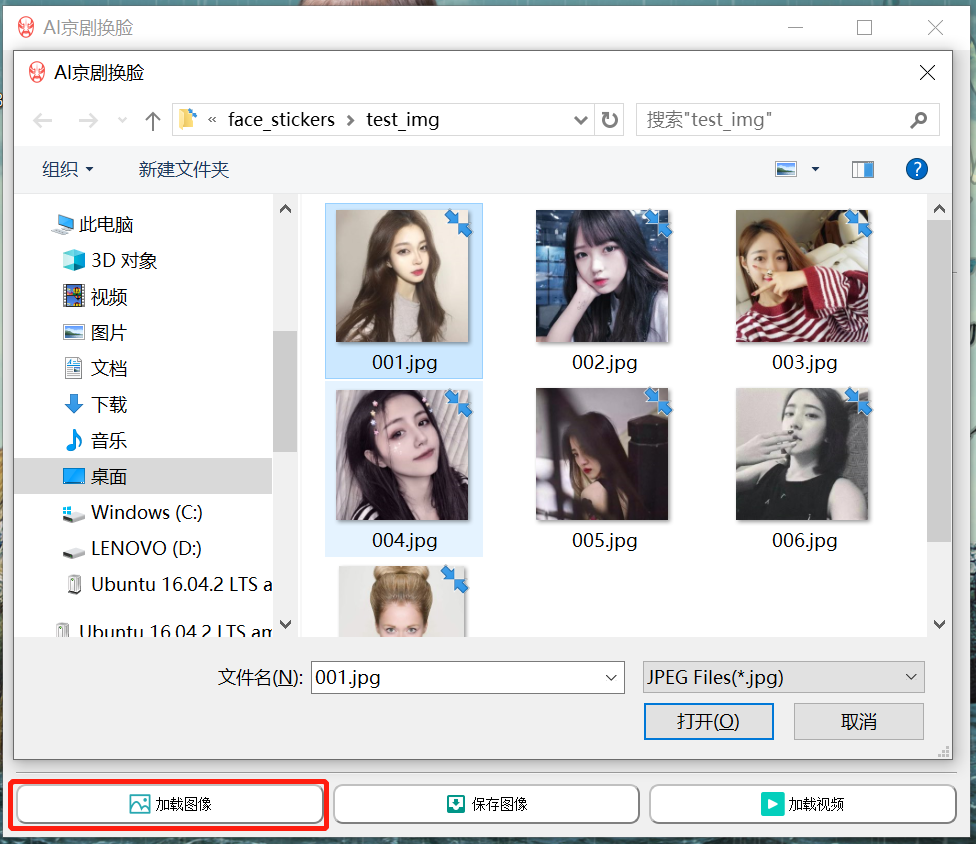 AI京剧换脸
AI京剧换脸
« face_stickers › test_img
搜索"test_img"
组织
新建文件夹
此电脑
3D 对象
视频
图片
文档
下载
音乐
桌面
Windows (C:)
LENOVO (D:)
Ubuntu 16.04.2 LTS a
Ubuntu 16.04.2 LTS am
001.jpg
002.jpg
003.jpg
004.jpg
005.jpg
006.jpg
文件名(N):
001.jpg
JPEG Files(*.jpg)
打开(O)
取消
加载图像
保存图像
加载视频